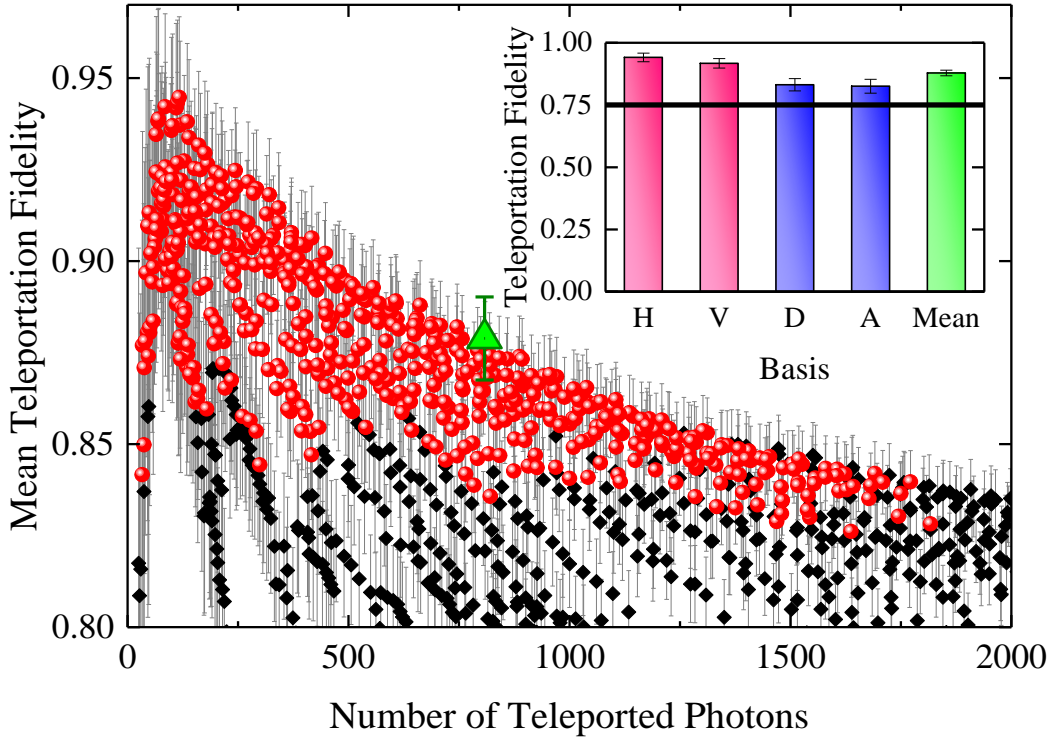 Mean Teleportation Fidelity
0.95
0.90
0.85
0.80
0
500
1000
1500
2000
Number of Teleported Photons
Teleportation Fidelity
1.00
0.75
0.50
0.25
0.00
H V D A Mean
Basis